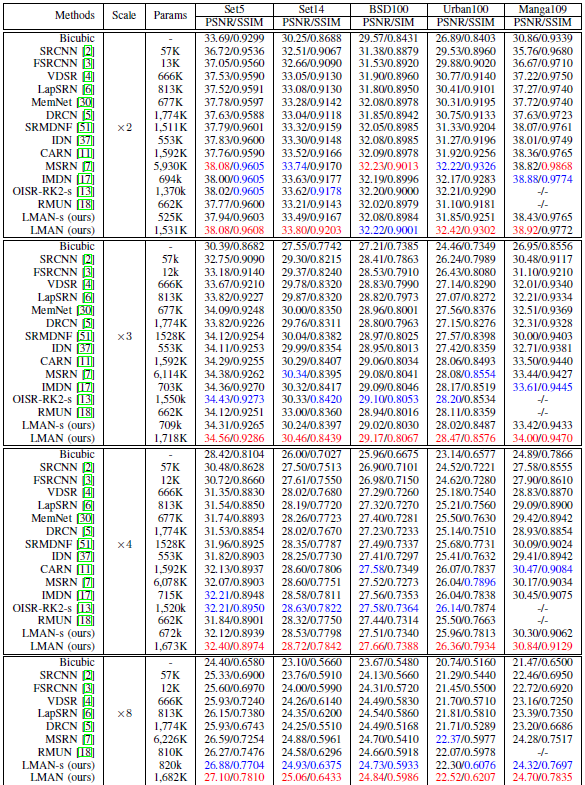 Methods Scale Params Set5 Set14 BSD100 Urban100 Manga109
PSNR/SSIM PSNR/SSIM PSNR/SSIM PSNR/SSIM PSNR/SSIM
Bicubic - 33.69/0.9299 30.25/0.8688 29.57/0.8431 26.89/0.8403 30.86/0.9339
SRCNN [2] 57K 36.72/0.9536 32.51/0.9067 31.38/0.8879 29.53/0.8960 35.76/0.9680
FSRCNN [3] 13K 37.05/0.9560 32.66/0.9090 31.53/0.8920 29.88/0.9020 36.67/0.9710
VDSR [4] 666K 37.53/0.9590 33.05/0.9130 31.90/0.8960 30.77/0.9140 37.22/0.9750
LapSRN [6] 813K 37.52/0.9591 33.08/0.9130 31.80/0.8950 30.41/0.9101 37.27/0.9740
MemNet [30] 677K 37.78/0.9597 33.28/0.9142 32.08/0.8978 30.31/0.9195 37.72/0.9740
DRCN [5] 1,774K 37.63/0.9588 33.04/0.9118 31.85/0.8942 30.75/0.9133 37.63/0.9723
SRMDNF [51] ×2 1,511K 37.79/0.9601 33.32/0.9159 32.05/0.8985 31.33/0.9204 38.07/0.9761
IDN [37] 553K 37.83/0.9600 33.30/0.9148 32.08/0.8985 31.27/0.9196 38.01/0.9749
CARN [11] 1,592K 37.76/0.9590 33.52/0.9166 32.09/0.8978 31.92/0.9256 38.36/0.9765
MSRN [7] 5,930K 38.08/0.9605 33.74/0.9170 32.23/0.9013 32.22/0.9326 38.82/0.9868
IMDN [17] 694k 38.00/0.9605 33.63/0.9177 32.19/0.8996 32.17/0.9283 38.88/0.9774
OISR-RK2-s [13] 1,370k 38.02/0.9605 33.62/0.9178 32.20/0.9000 32.21/0.9290 -/-
RMUN [18] 662K 37.77/0.9600 33.21/0.9143 32.02/0.8979 31.10/0.9181 -/-
LMAN-s (ours) 525K 37.94/0.9603 33.49/0.9167 32.08/0.8984 31.85/0.9251 38.43/0.9765
LMAN (ours) 1,531K 38.08/0.9608 33.80/0.9203 32.22/0.9001 32.42/0.9302 38.92/0.9772
Bicubic - 30.39/0.8682 27.55/0.7742 27.21/0.7385 24.46/0.7349 26.95/0.8556
SRCNN [2] 57k 32.75/0.9090 29.30/0.8215 28.41/0.7863 26.24/0.7989 30.48/0.9117
FSRCNN [3] 12k 33.18/0.9140 29.37/0.8240 28.53/0.7910 26.43/0.8080 31.10/0.9210
VDSR [4] 666K 33.67/0.9210 29.78/0.8320 28.83/0.7990 27.14/0.8290 32.01/0.9340
LapSRN [6] 813K 33.82/0.9227 29.87/0.8320 28.82/0.7973 27.07/0.8272 32.21/0.9334
MemNet [30] 677K 34.09/0.9248 30.00/0.8350 28.96/0.8001 27.56/0.8376 32.51/0.9369
DRCN [5] 1,774K 33.82/0.9226 29.76/0.8311 28.80/0.7963 27.15/0.8276 32.31/0.9328
SRMDNF [51] ×3 1528K 34.12/0.9254 30.04/0.8382 28.97/0.8025 27.57/0.8398 30.00/0.9403
IDN [37] 553K 34.11/0.9253 29.99/0.8354 28.95/0.8013 27.42/0.8359 32.71/0.9381
CARN [11] 1,592K 34.29/0.9255 30.29/0.8407 29.06/0.8034 28.06/0.8493 33.50/0.9440
MSRN [7] 6,114K 34.38/0.9262 30.34/0.8395 29.08/0.8041 28.08/0.8554 33.44/0.9427
IMDN [17] 703K 34.36/0.9270 30.32/0.8417 29.09/0.8046 28.17/0.8519 33.61/0.9445
OISR-RK2-s [13] 1,550k 34.43/0.9273 30.33/0.8420 29.10/0.8053 28.20/0.8534 -/-
RMUN [18] 662K 34.12/0.9251 33.00/0.8360 28.94/0.8016 28.11/0.8359 -/-
LMAN-s (ours) 709k 34.31/0.9265 30.24/0.8397 29.02/0.8030 28.02/0.8487 33.42/0.9433
LMAN (ours) 1,718K 34.56/0.9286 30.46/0.8439 29.17/0.8067 28.47/0.8576 34.00/0.9470
Bicubic - 28.42/0.8104 26.00/0.7027 25.96/0.6675 23.14/0.6577 24.89/0.7866
SRCNN [2] 57K 30.48/0.8628 27.50/0.7513 26.90/0.7101 24.52/0.7221 27.58/0.8555
FSRCNN [3] 12K 30.72/0.8660 27.61/0.7550 26.98/0.7150 24.62/0.7280 27.90/0.8610
VDSR [4] 666K 31.35/0.8830 28.02/0.7680 27.29/0.7260 25.18/0.7540 28.83/0.8870
LapSRN [6] 813K 31.54/0.8850 28.19/0.7720 27.32/0.7270 25.21/0.7560 29.09/0.8900
MemNet [30] 677K 31.74/0.8893 28.26/0.7723 27.40/0.7281 25.50/0.7630 29.42/0.8942
DRCN [5] 1,774K 31.53/0.8854 28.02/0.7670 27.23/0.7233 25.14/0.7510 28.93/0.8854
SRMDNF [51] ×4 1528K 31.96/0.8925 28.35/0.7787 27.49/0.7337 25.68/0.7731 30.09/0.9024
IDN [37] 553K 31.82/0.8903 28.25/0.7730 27.41/0.7297 25.41/0.7632 29.41/0.8942
CARN [11] 1,592K 32.13/0.8937 28.60/0.7806 27.58/0.7349 26.07/0.7837 30.47/0.9084
MSRN [7] 6,078K 32.07/0.8903 28.60/0.7751 27.52/0.7273 26.04/0.7896 30.17/0.9034
IMDN [17] 715K 32.21/0.8948 28.58/0.7811 27.56/0.7353 26.04/0.7838 30.45/0.9075
OISR-RK2-s [13] 1,520k 32.21/0.8950 28.63/0.7822 27.58/0.7364 26.14/0.7874 -/-
RMUN [18] 662K 31.84/0.8901 28.32/0.7750 27.44/0.7314 25.50/0.7663 -/-
LMAN-s (ours) 672k 32.12/0.8939 28.53/0.7798 27.51/0.7340 25.96/0.7813 30.30/0.9062
LMAN (ours) 1,673K 32.40/0.8974 28.72/0.7842 27.66/0.7388 26.36/0.7934 30.84/0.9129
Bicubic - 24.40/0.6580 23.10/0.5660 23.67/0.5480 20.74/0.5160 21.47/0.6500
SRCNN [2] 57K 25.33/0.6900 23.76/0.5910 24.13/0.5660 21.29/0.5440 22.46/0.6950
FSRCNN [3] 12K 25.60/0.6970 24.00/0.5990 24.31/0.5720 21.45/0.5500 22.72/0.6920
VDSR [4] 666K 25.93/0.7240 24.26/0.6140 24.49/0.5830 21.70/0.5710 23.16/0.7250
LapSRN [6] ×8 813K 26.15/0.7380 24.35/0.6200 24.54/0.5860 21.81/0.5810 23.39/0.7350
DRCN [5] 1,774K 25.93/0.6743 24.25/0.5510 24.49/0.5168 21.71/0.5289 23.20/0.6686
MSRN [7] 6,226K 26.59/0.7254 24.88/0.5961 24.70/0.5410 22.37/0.5977 24.28/0.7517
RMUN [18] 810K 26.27/0.7476 24.58/0.6296 24.66/0.5918 22.07/0.5978 -/-
LMAN-s (ours) 820k 26.88/0.7704 24.93/0.6375 24.73/0.5933 22.30/0.6076 24.32/0.7697
LMAN (ours) 1,682K 27.10/0.7810 25.06/0.6433 24.84/0.5986 22.52/0.6207 24.70/0.7835